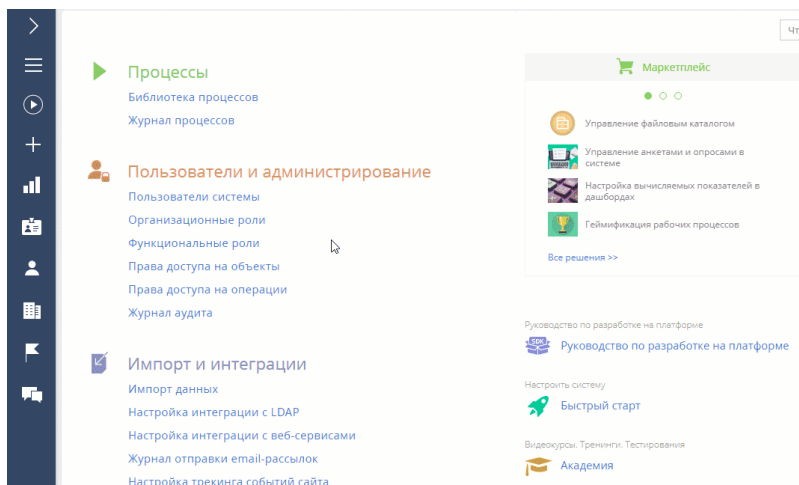 Процессы
Библиотека процессов
Журнал процессов
Пользователи и администрирование
Пользователи системы
Организационные роли
Функциональные роли
Права доступа на объекты
Права доступа на операции
Журнал аудита
Импорт и интеграции
Импорт данных
Настройка интеграции с LDAP
Настройка интеграции с веб-сервисами
Журнал отправки email-рассылок
Настройка трекинга событий сайта
Чт
Маркетплейс
Управление файловым каталогом
Управление анкетами и опросами в
системе
Настройка вычисляемых показателей в
дашбордах
Геймификация рабочих процессов
Все решения >>
Руководство по разработке на платформе
SDK
Руководство по разработке на платформе
Настроить систему
Быстрый старт
Видеокурсы. Тренинги. Тестирования
Академия